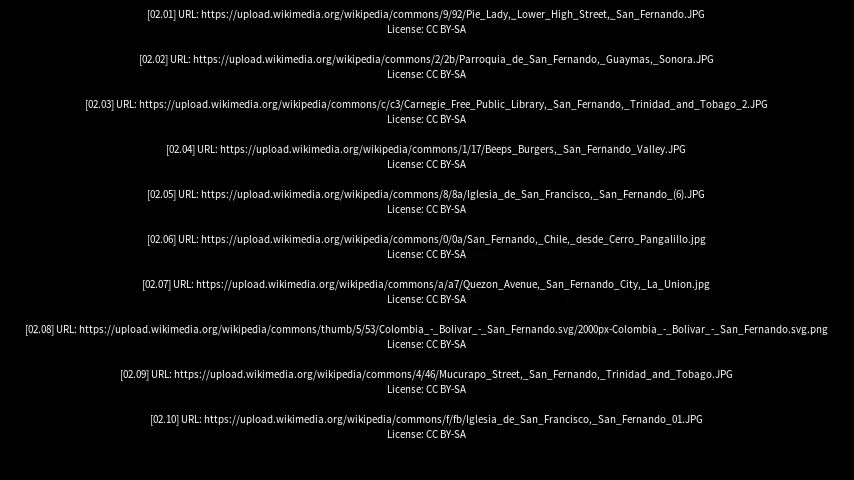 [02.01] URL: https://upload.wikimedia.org/wikipedia/commons/9/92/Pie_Lady,_Lower_High_Street,_San_Fernando.JPG
License: CC BY-SA
[02.02] URL: https://upload.wikimedia.org/wikipedia/commons/2/2b/Parroquia_de_San_Fernando,_Guaymas,_Sonora.JPG
License: CC BY-SA
[02.03] URL: https://upload.wikimedia.org/wikipedia/commons/c/c3/Carnegie_Free_Public_Library,_San_Fernando,_Trinidad_and_Tobago_2.JPG
License: CC BY-SA
[02.04] URL: https://upload.wikimedia.org/wikipedia/commons/1/17/Beeps_Burgers,_San_Fernando_Valley.JPG
License: CC BY-SA
[02.05] URL: https://upload.wikimedia.org/wikipedia/commons/8/8a/Iglesia_de_San_Francisco,_San_Fernando_(6).JPG
License: CC BY-SA
[02.06] URL: https://upload.wikimedia.org/wikipedia/commons/0/0a/San_Fernando,_Chile,_desde_Cerro_Pangalillo.jpg
License: CC BY-SA
[02.07] URL: https://upload.wikimedia.org/wikipedia/commons/a/a7/Quezon_Avenue,_San_Fernando_City,_La_Union.jpg
License: CC BY-SA
[02.08] URL: https://upload.wikimedia.org/wikipedia/commons/thumb/5/53/Colombia_-_Bolivar_-_San_Fernando.svg/2000px-Colombia_-_Bolivar_-_San_Fernando.svg.png
License: CC BY-SA
[02.09] URL: https://upload.wikimedia.org/wikipedia/commons/4/46/Mucurapo_Street,_San_Fernando,_Trinidad_and_Tobago.JPG
License: CC BY-SA
[02.10] URL: https://upload.wikimedia.org/wikipedia/commons/f/fb/Iglesia_de_San_Francisco,_San_Fernando_01.JPG
License: CC BY-SA